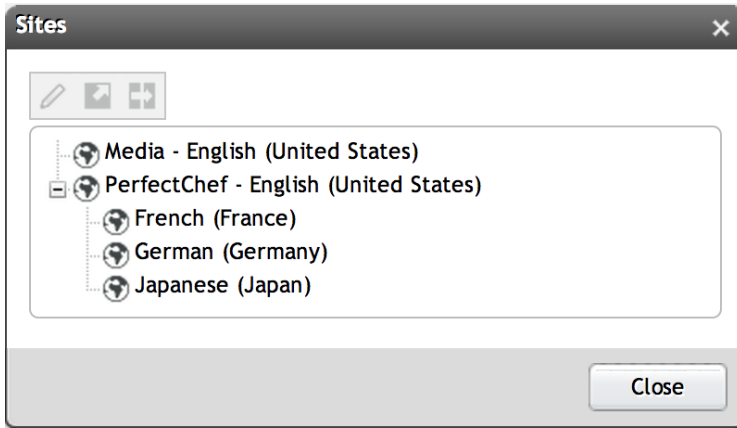 Sites
Media - English (United States)
PerfectChef - English (United States)
French (France)
German (Germany)
Japanese (Japan)
Close